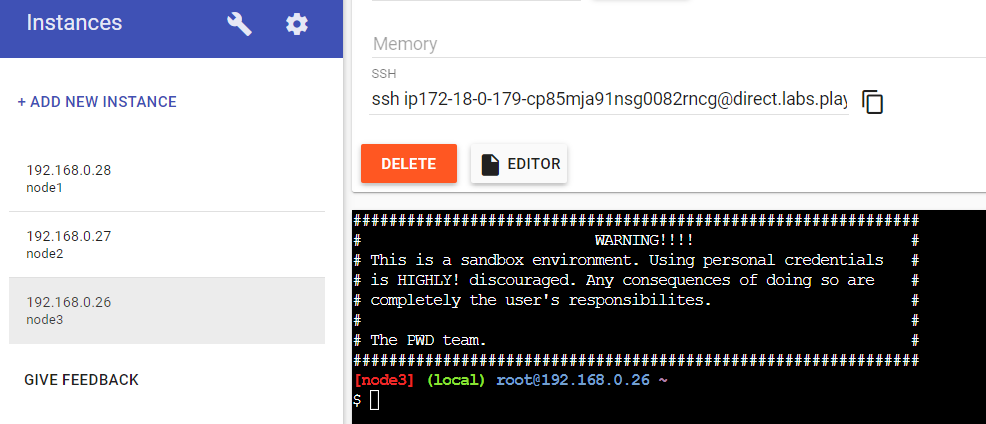 Instances
+ ADD NEW INSTANCE
192.168.0.28
node1
192.168.0.27
node2
192.168.0.26
node3
GIVE FEEDBACK
Memory
SSH
ssh ip172-18-0-179-cp85mja91nsg0082rncg@direct.labs.play
DELETE
EDITOR
###############################################################
#                          WARNING!!!!                        #
# This is a sandbox environment. Using personal credentials   #
# is HIGHLY! discouraged. Any consequences of doing so are    #
# completely the user's responsibilites.                      #
#                                                             #
# The PWD team.                                               #
###############################################################
[node3] (local) root@192.168.0.26 ~
$